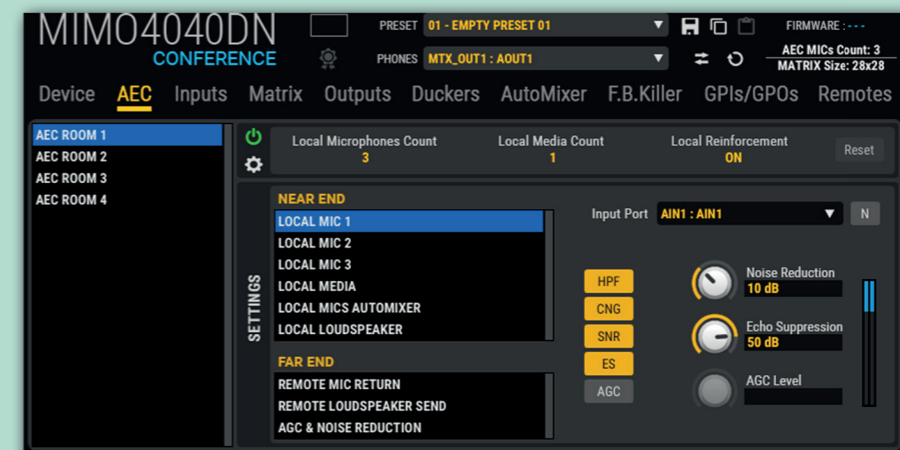 MIMO4040DN
CONFERENCE
PRESET 01 - EMPTY PRESET 01
FIRMWARE : - - -
PHONES MTX_OUT1 : AOUT1
AEC MICs Count: 3
MATRIX Size: 28x28
Device AEC Inputs Matrix Outputs Duckers AutoMixer F.B.Killer GPIs/GPOs Remotes
AEC ROOM 1
AEC ROOM 2
AEC ROOM 3
AEC ROOM 4
Local Microphones Count
3
Local Media Count
1
Local Reinforcement
ON
Reset
SETTINGS
NEAR END
LOCAL MIC 1
LOCAL MIC 2
LOCAL MIC 3
LOCAL MEDIA
LOCAL MICS AUTOMIXER
LOCAL LOUDSPEAKER
FAR END
REMOTE MIC RETURN
REMOTE LOUDSPEAKER SEND
AGC & NOISE REDUCTION
Input Port AIN1 : AIN1 N
HPF
CNG
SNR
ES
AGC
Noise Reduction
10 dB
Echo Suppression
50 dB
AGC Level